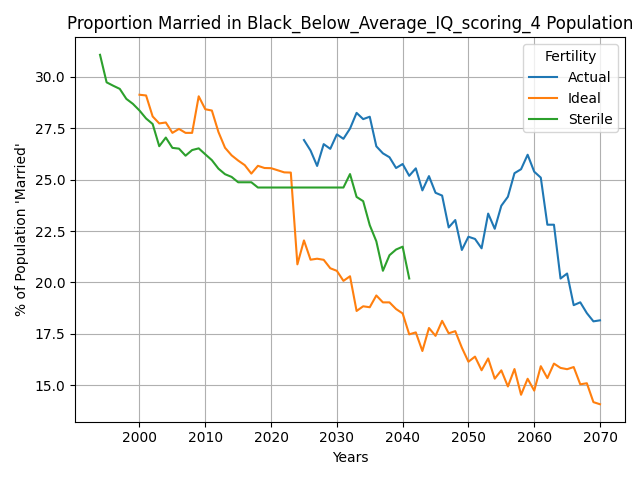 Proportion Married in Black_Below_Average_IQ_scoring_4 Population
Fertility
Actual
Ideal
Sterile
30.0
27.5
25.0
22.5
20.0
17.5
15.0
% of Population 'Married'
2000 2010 2020 2030 2040 2050 2060 2070
Years